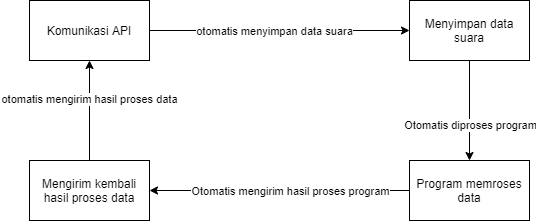 Komunikasi API
otomatis menyimpan data suara
Menyimpan data
suara
otomatis mengirim hasil proses data
Otomatis diproses program
Mengirim kembali
hasil proses data
Otomatis mengirim hasil proses program
Program memroses
data